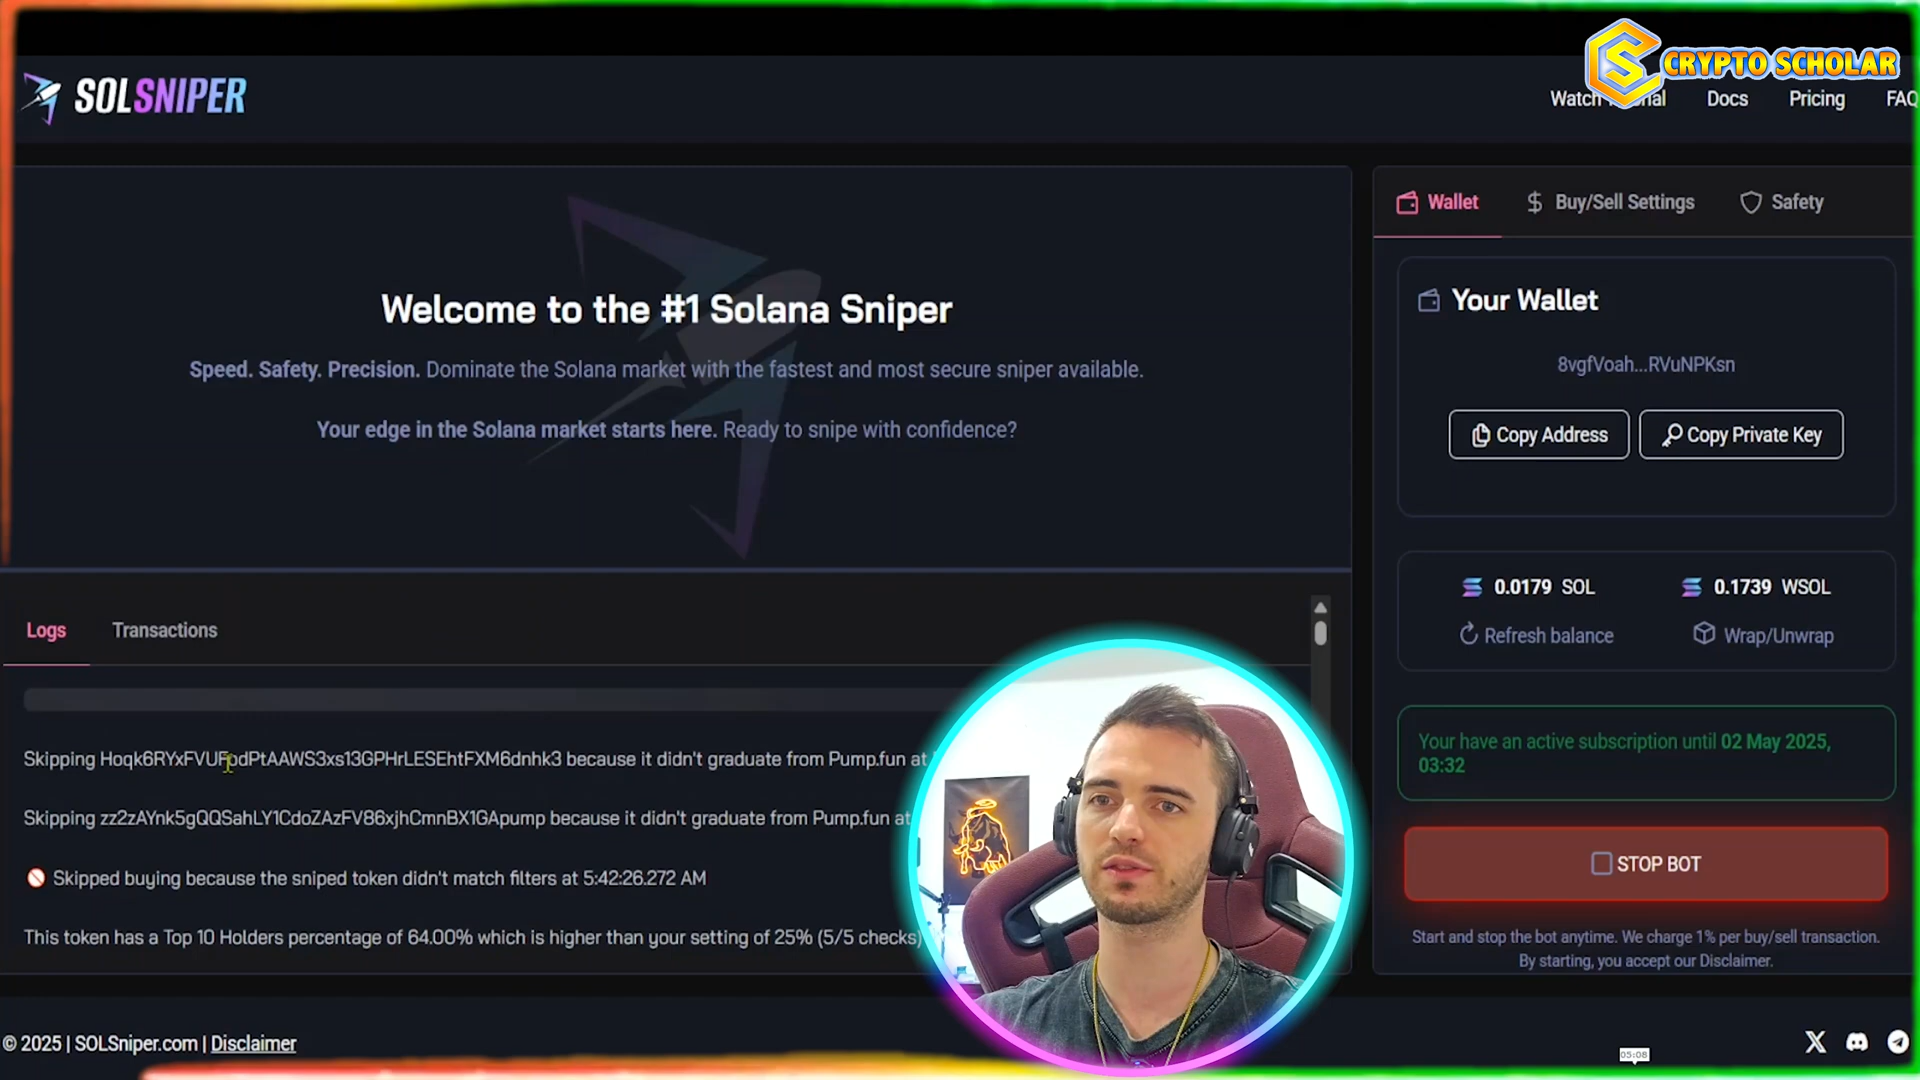 CRYPTO SCHOLAR
SOLSNIPER
Watch Tutorial Docs Pricing FAQ
Welcome to the #1 Solana Sniper
Speed. Safety. Precision. Dominate the Solana market with the fastest and most secure sniper available.
Your edge in the Solana market starts here. Ready to snipe with confidence?
Wallet Buy/Sell Settings Safety
Your Wallet
8vgfVoah...RVuNPKsn
Copy Address Copy Private Key
0.0179 SOL 0.1739 WSOL
Refresh balance Wrap/Unwrap
Your have an active subscription until 02 May 2025,
03:32
STOP BOT
Start and stop the bot anytime. We charge 1% per buy/sell transaction.
By starting, you accept our Disclaimer.
Logs Transactions
Skipping Hoqk6RYxFVUFpdPtAAWS3xs13GPHrLESEhtFXM6dnhk3 because it didn't graduate from Pump.fun at
Skipping zz2zAYnk5gQQSahLY1CdoZAzFV86xjhCmnBX1GApump because it didn't graduate from Pump.fun at
Skipped buying because the sniped token didn't match filters at 5:42:26.272 AM
This token has a Top 10 Holders percentage of 64.00% which is higher than your setting of 25% (5/5 checks)
© 2025 | SOLSniper.com | Disclaimer
05:08